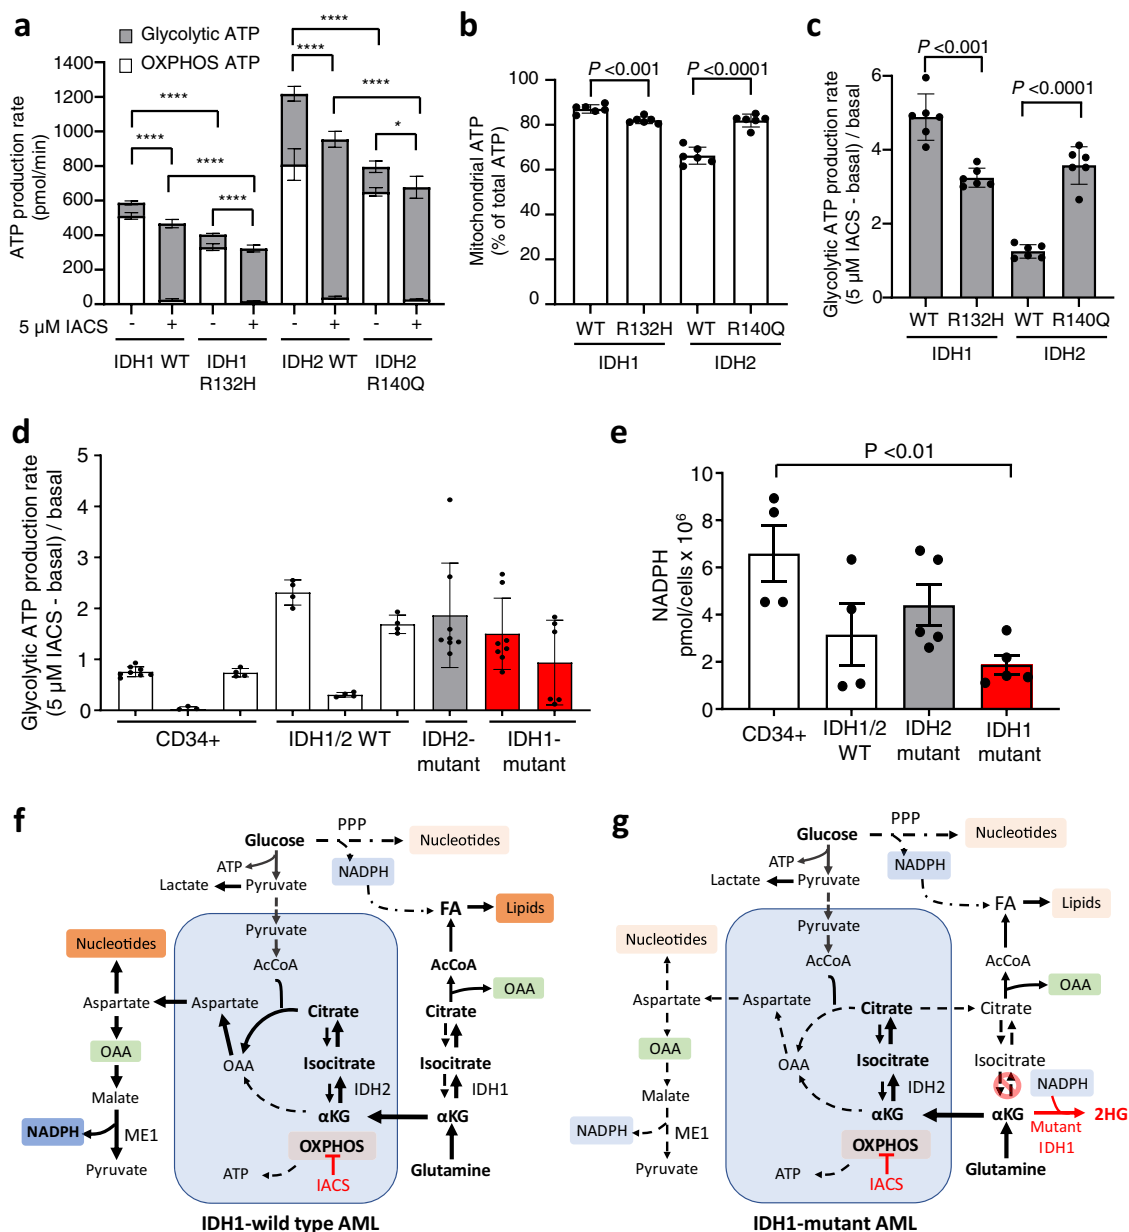 a
Glycolytic ATP
OXPHOS ATP
ATP production rate
(pmol/min)
1400
1200
1000
800
600
400
200
0
****
****
****
****
****
****
****
*
5 µM IACS
- + - + - + - +
IDH1 WT
IDH1
R132H
IDH2 WT
IDH2
R140Q
b
Mitochondrial ATP
(% of total ATP)
100
80
60
40
20
0
P <0.001
P <0.0001
WT R132H WT R140Q
IDH1 IDH2
c
Glycolytic ATP production rate
(5 µM IACS - basal) / basal
6
4
2
0
P <0.001
P <0.0001
WT R132H WT R140Q
IDH1 IDH2
d
Glycolytic ATP production rate
(5 µM IACS - basal) / basal
5
4
3
2
1
0
CD34+
IDH1/2 WT
IDH2-
mutant
IDH1-
mutant
e
NADPH
pmol/cells x 10⁶
10
8
6
4
2
0
P <0.01
CD34+
IDH1/2
WT
IDH2
mutant
IDH1
mutant
f
Glucose
PPP
Nucleotides
ATP
NADPH
Lactate
Pyruvate
FA
Lipids
Nucleotides
Pyruvate
AcCoA
AcCoA
OAA
Aspartate
Aspartate
Citrate
Citrate
OAA
OAA
Isocitrate
Isocitrate
Malate
IDH2
IDH1
αKG
αKG
NADPH
ME1
OXPHOS
Pyruvate
ATP
IACS
Glutamine
IDH1-wild type AML
g
Glucose
PPP
Nucleotides
ATP
NADPH
Lactate
Pyruvate
FA
Lipids
Nucleotides
Pyruvate
AcCoA
AcCoA
OAA
Aspartate
Aspartate
Citrate
Citrate
OAA
OAA
Isocitrate
Isocitrate
Malate
IDH2
NADPH
αKG
αKG
2HG
Mutant
IDH1
NADPH
ME1
OXPHOS
Pyruvate
ATP
IACS
Glutamine
IDH1-mutant AML